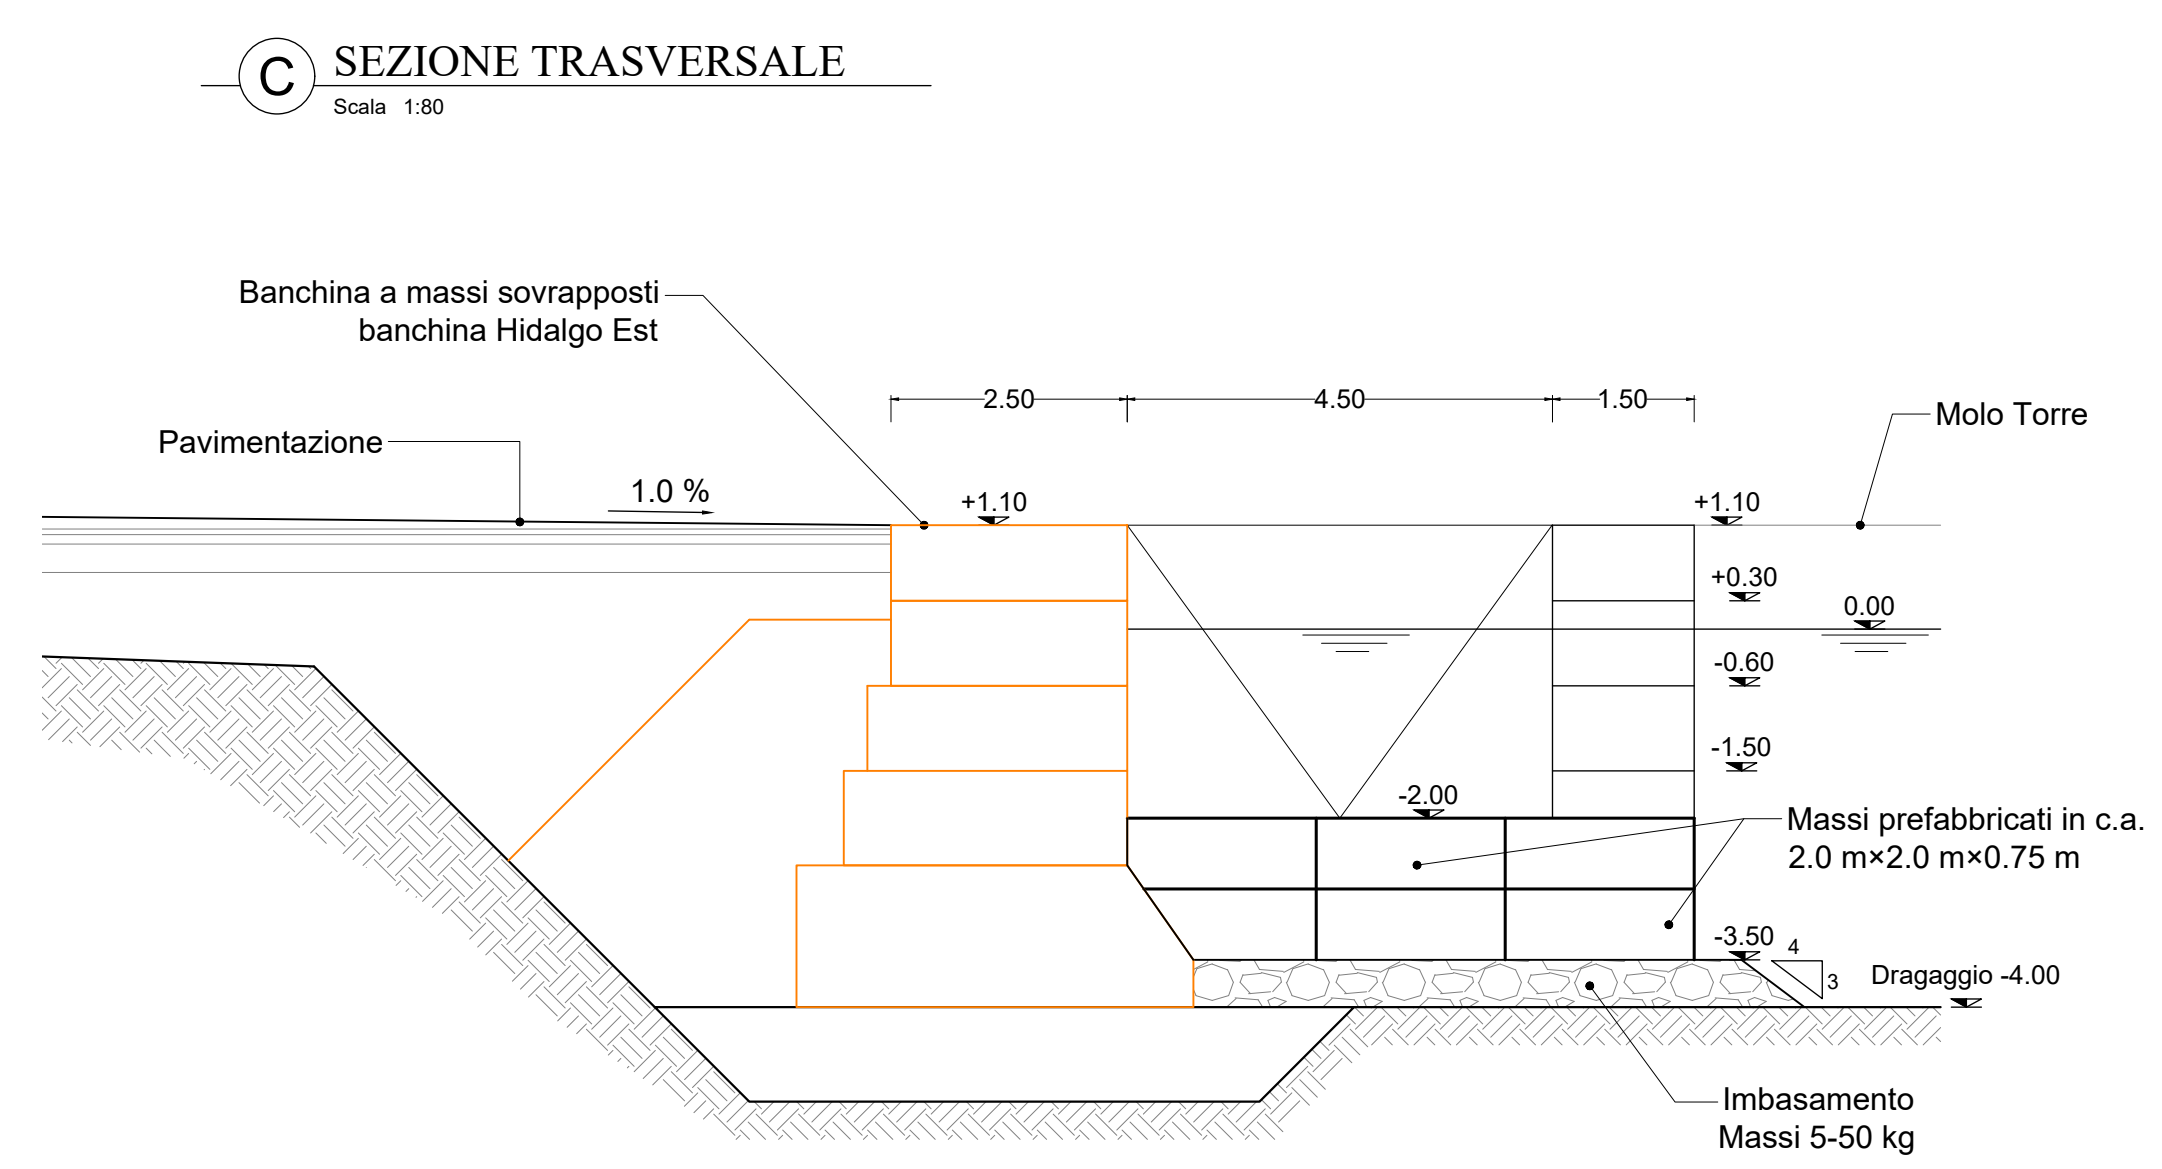 C
SEZIONE TRASVERSALE
Scala 1:80
Banchina a massi sovrapposti
banchina Hidalgo Est
2.50
4.50
1.50
Molo Torre
Pavimentazione
1.0 %
+1.10
+1.10
+0.30
0.00
-0.60
-1.50
-2.00
Massi prefabbricati in c.a.
2.0 m×2.0 m×0.75 m
-3.50
4
3
Dragaggio -4.00
Imbasamento
Massi 5-50 kg